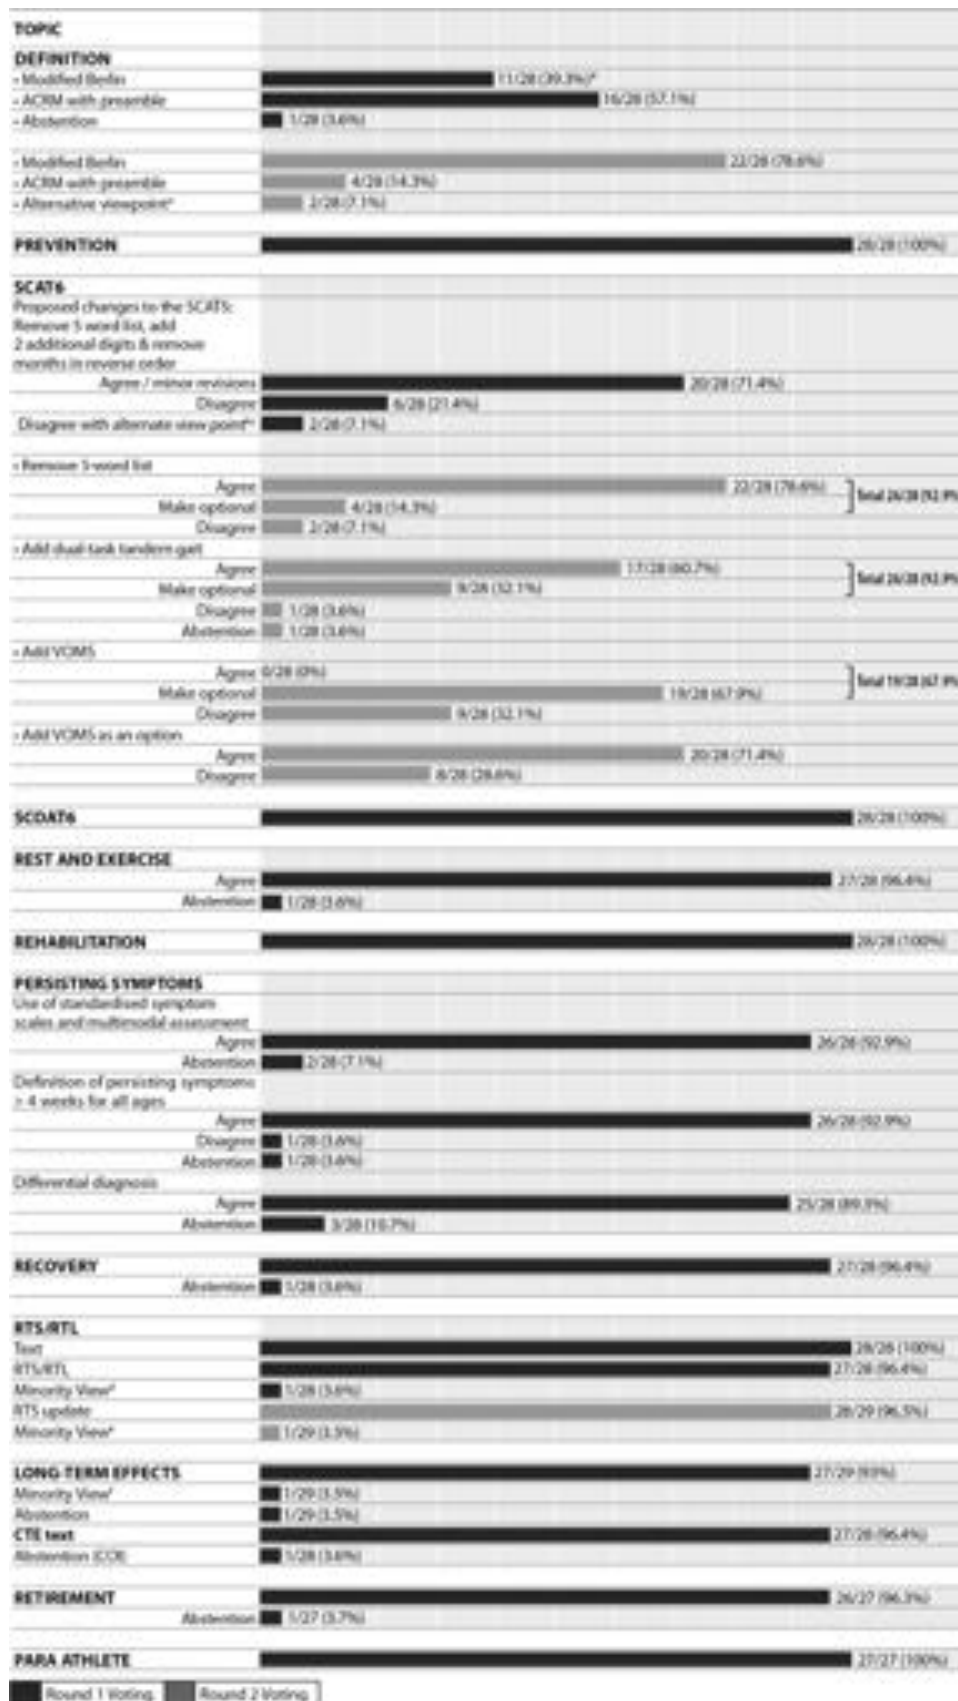 TOPIC
DEFINITION
• Modified Berlin 11/28 (39.3%)ª
• ACRM with preamble 16/28 (57.1%)
• Abstention 1/28 (3.6%)
• Modified Berlin 22/28 (78.6%)
• ACRM with preamble 4/28 (14.3%)
• Alternative viewpoint 2/28 (7.1%)
PREVENTION 28/28 (100%)
SCAT6
Proposed changes to the SCAT5:
Remove 5 word list, add
2 additional digits & remove
months in reverse order
Agree / minor revisions 20/28 (71.4%)
Disagree 6/28 (21.4%)
Disagree with alternate view point 2/28 (7.1%)
• Remove 5-word list
Agree 22/28 (78.6%)
Make optional 4/28 (14.3%) Total 26/28 (92.9%
Disagree 2/28 (7.1%)
• Add dual-task tandem gait
Agree 17/28 (60.7%)
Make optional 9/28 (32.1%) Total 26/28 (92.9%
Disagree 1/28 (3.6%)
Abstention 1/28 (3.6%)
• Add VOMS
Agree 0/28 (0%)
Make optional 19/28 (67.9%) Total 19/28 (67.9%
Disagree 9/28 (32.1%)
• Add VOMS as an option
Agree 20/28 (71.4%)
Disagree 8/28 (28.6%)
SCOAT6 28/28 (100%)
REST AND EXERCISE
Agree 27/28 (96.4%)
Abstention 1/28 (3.6%)
REHABILITATION 28/28 (100%)
PERSISTING SYMPTOMS
Use of standardised symptom
scales and multimodal assessment
Agree 26/28 (92.9%)
Abstention 2/28 (7.1%)
Definition of persisting symptoms
> 4 weeks for all ages
Agree 26/28 (92.9%)
Disagree 1/28 (3.6%)
Abstention 1/28 (3.6%)
Differential diagnosis
Agree 25/28 (89.3%)
Abstention 3/28 (10.7%)
RECOVERY 27/28 (96.4%)
Abstention 1/28 (3.6%)
RTS/RTL
Text 28/28 (100%)
RTS/RTL 27/28 (96.4%)
Minority View 1/28 (3.6%)
RTS update 28/29 (96.5%)
Minority View 1/29 (3.5%)
LONG TERM EFFECTS 27/29 (93%)
Minority View 1/29 (3.5%)
Abstention 1/29 (3.5%)
CTE text 27/28 (96.4%)
Abstention (COI) 1/28 (3.6%)
RETIREMENT 26/27 (96.3%)
Abstention 1/27 (3.7%)
PARA ATHLETE 27/27 (100%)
Round 1 Voting Round 2 Voting